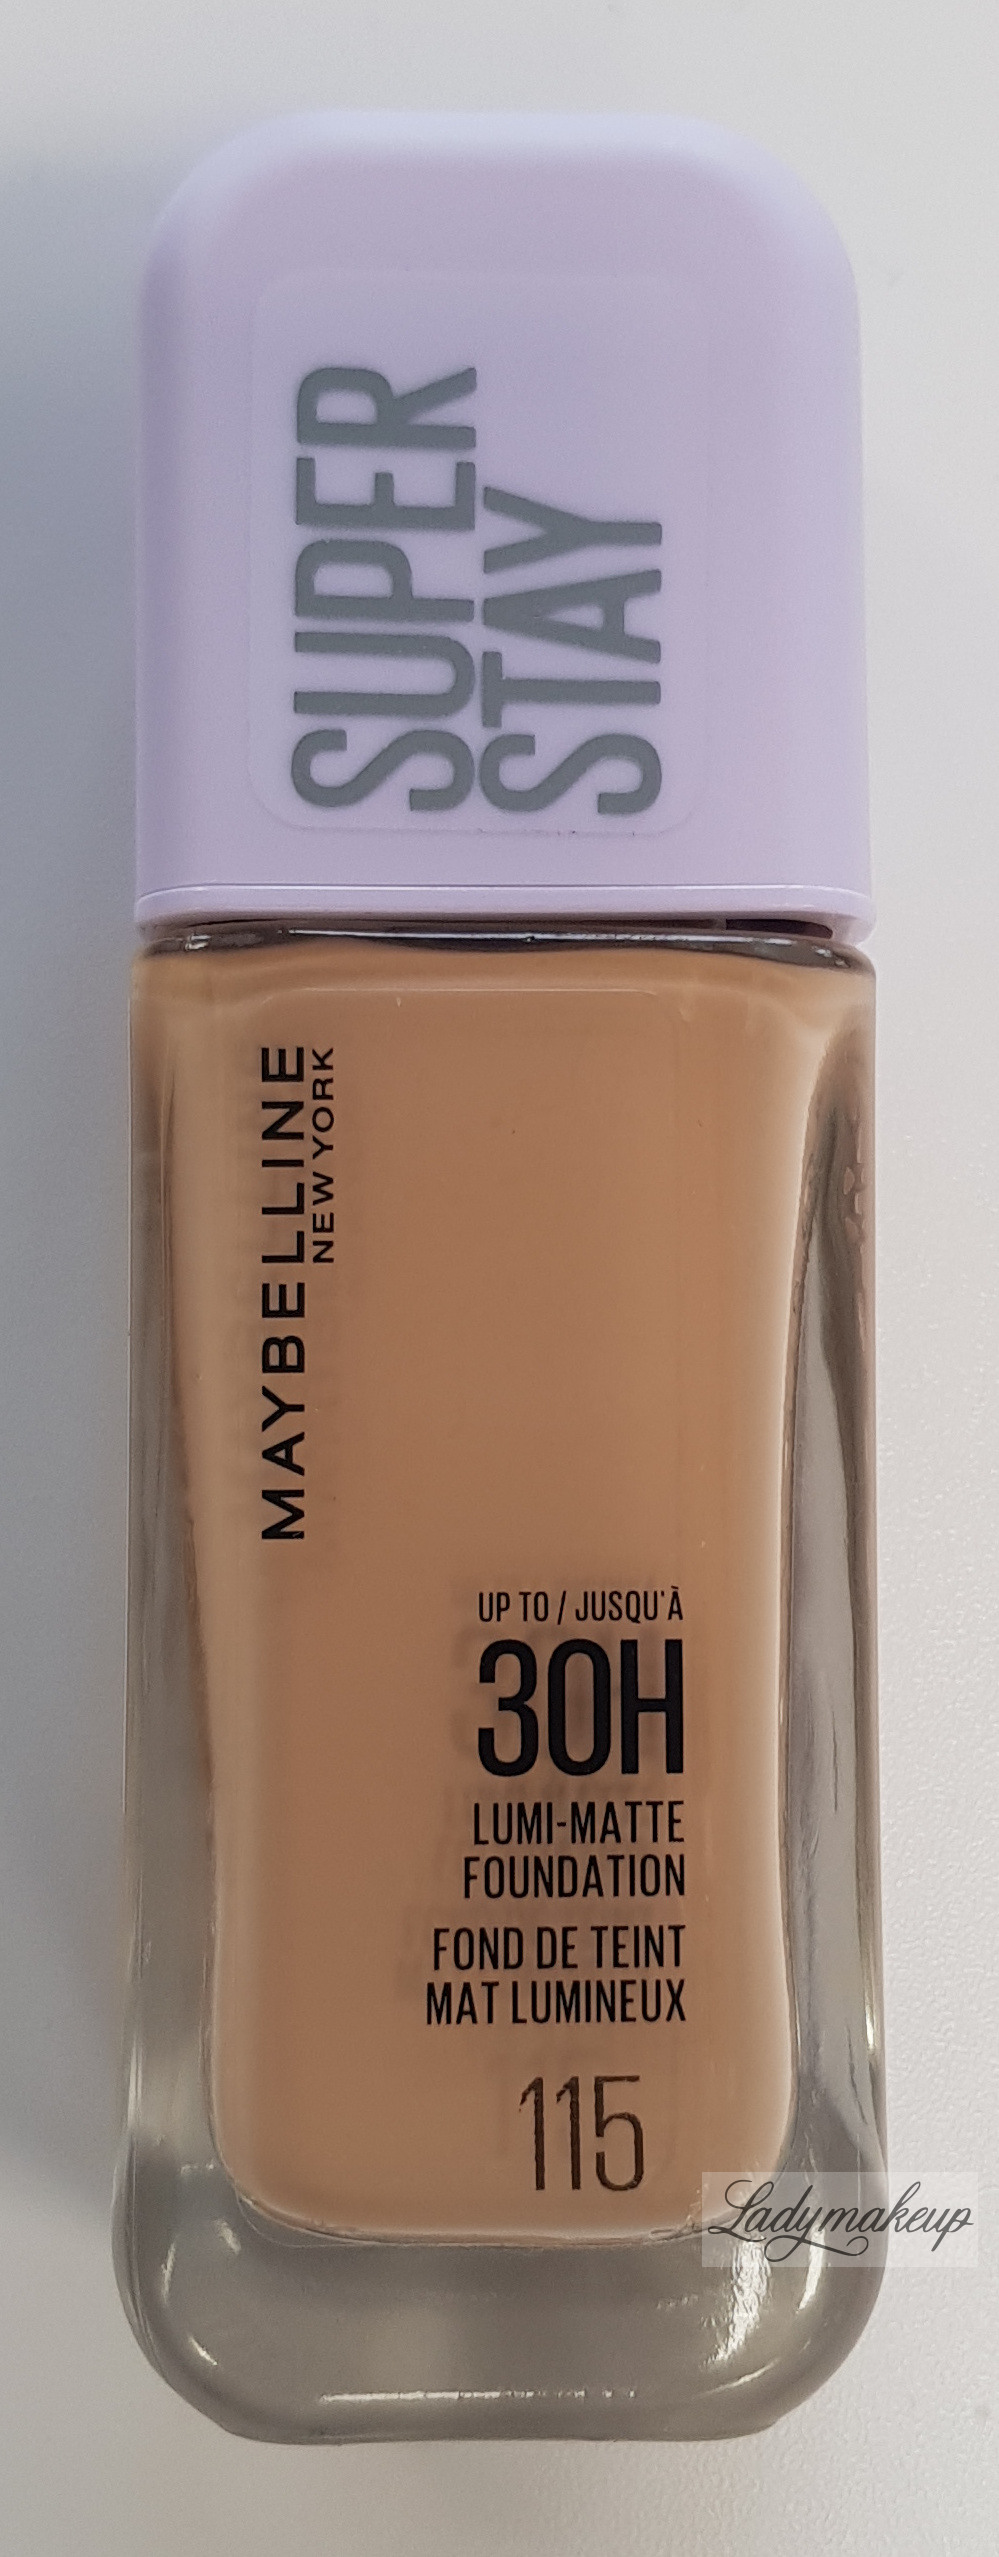 SUPER
STAY
MAYBELLINE
NEW YORK
UP TO / JUSQU'À
30H
LUMI-MATTE
FOUNDATION
FOND DE TEINT
MAT LUMINEUX
115
Ladymakeup